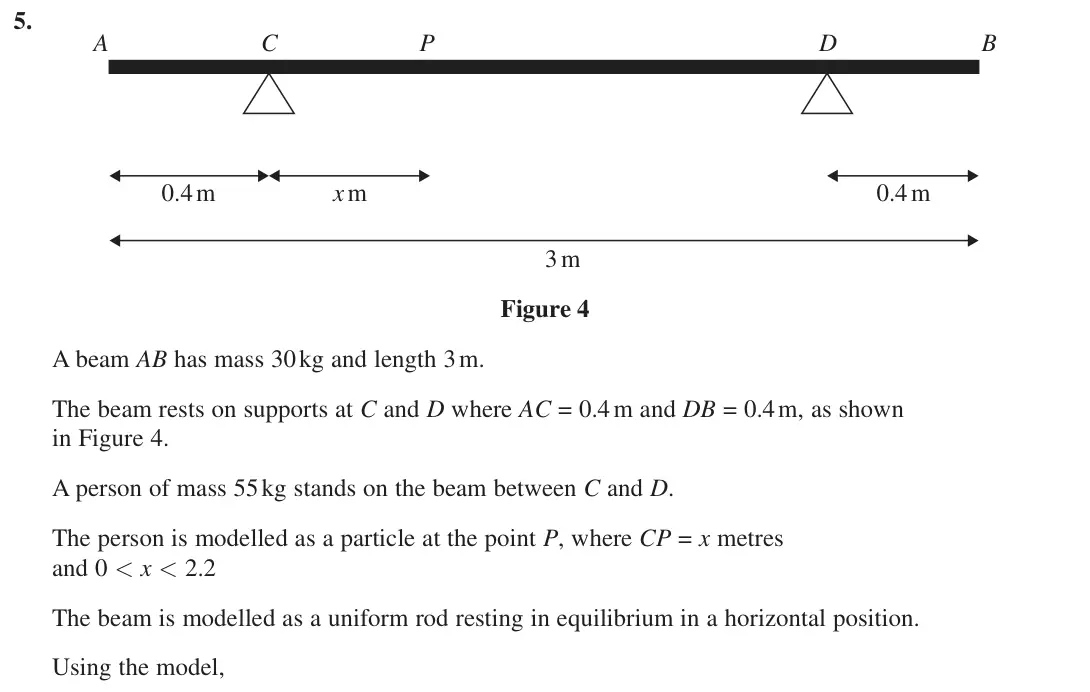 5.
A C P D B
0.4 m x m 0.4 m
3 m
Figure 4
A beam AB has mass 30 kg and length 3 m.
The beam rests on supports at C and D where AC = 0.4 m and DB = 0.4 m, as shown
in Figure 4.
A person of mass 55 kg stands on the beam between C and D.
The person is modelled as a particle at the point P, where CP = x metres
and 0 < x < 2.2
The beam is modelled as a uniform rod resting in equilibrium in a horizontal position.
Using the model,